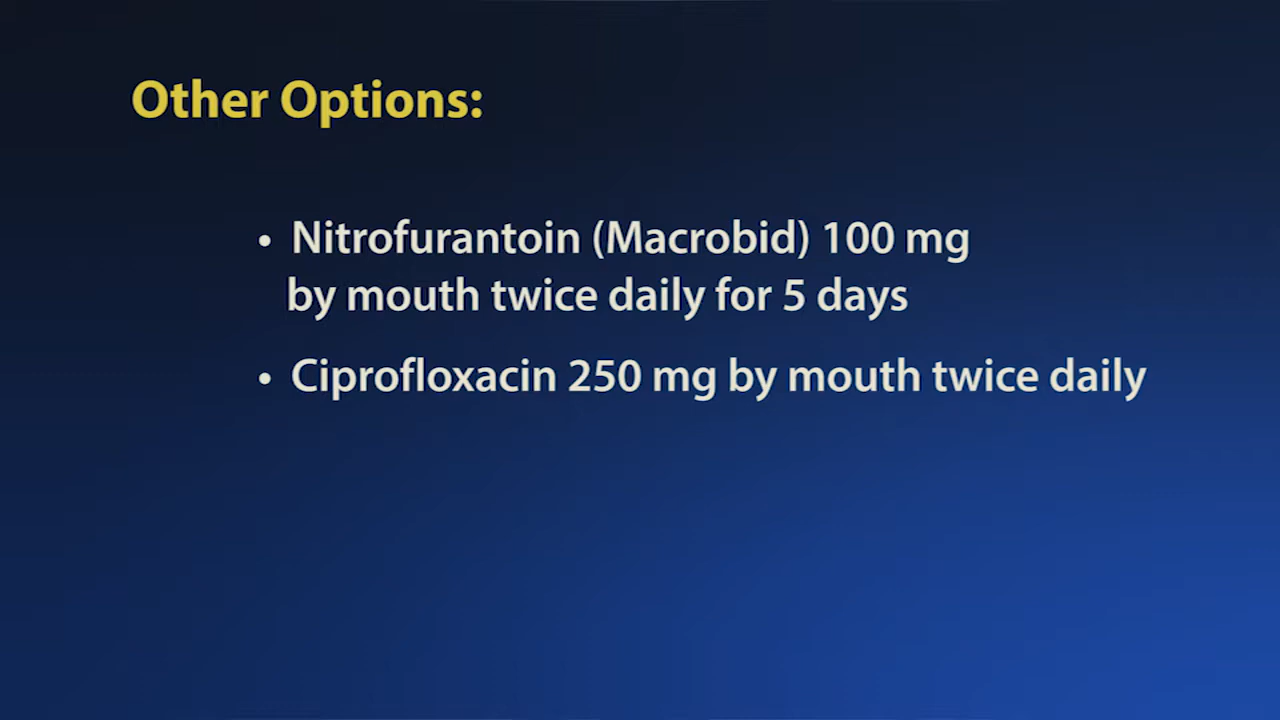 Other Options:
• Nitrofurantoin (Macrobid) 100 mg
by mouth twice daily for 5 days
• Ciprofloxacin 250 mg by mouth twice daily